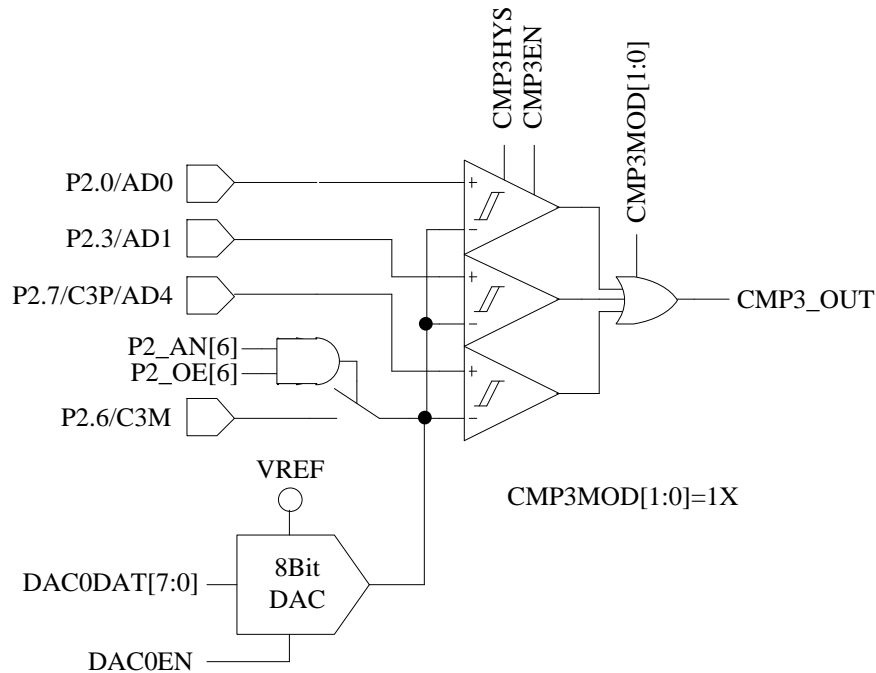 CMP3HYS
CMP3EN
CMP3MOD[1:0]
P2.0/AD0
+
-
P2.3/AD1
+
P2.7/C3P/AD4
CMP3_OUT
-
P2_AN[6]
P2_OE[6]
+
P2.6/C3M
-
VREF
CMP3MOD[1:0]=1X
8Bit
DAC
DAC0DAT[7:0]
DAC0EN